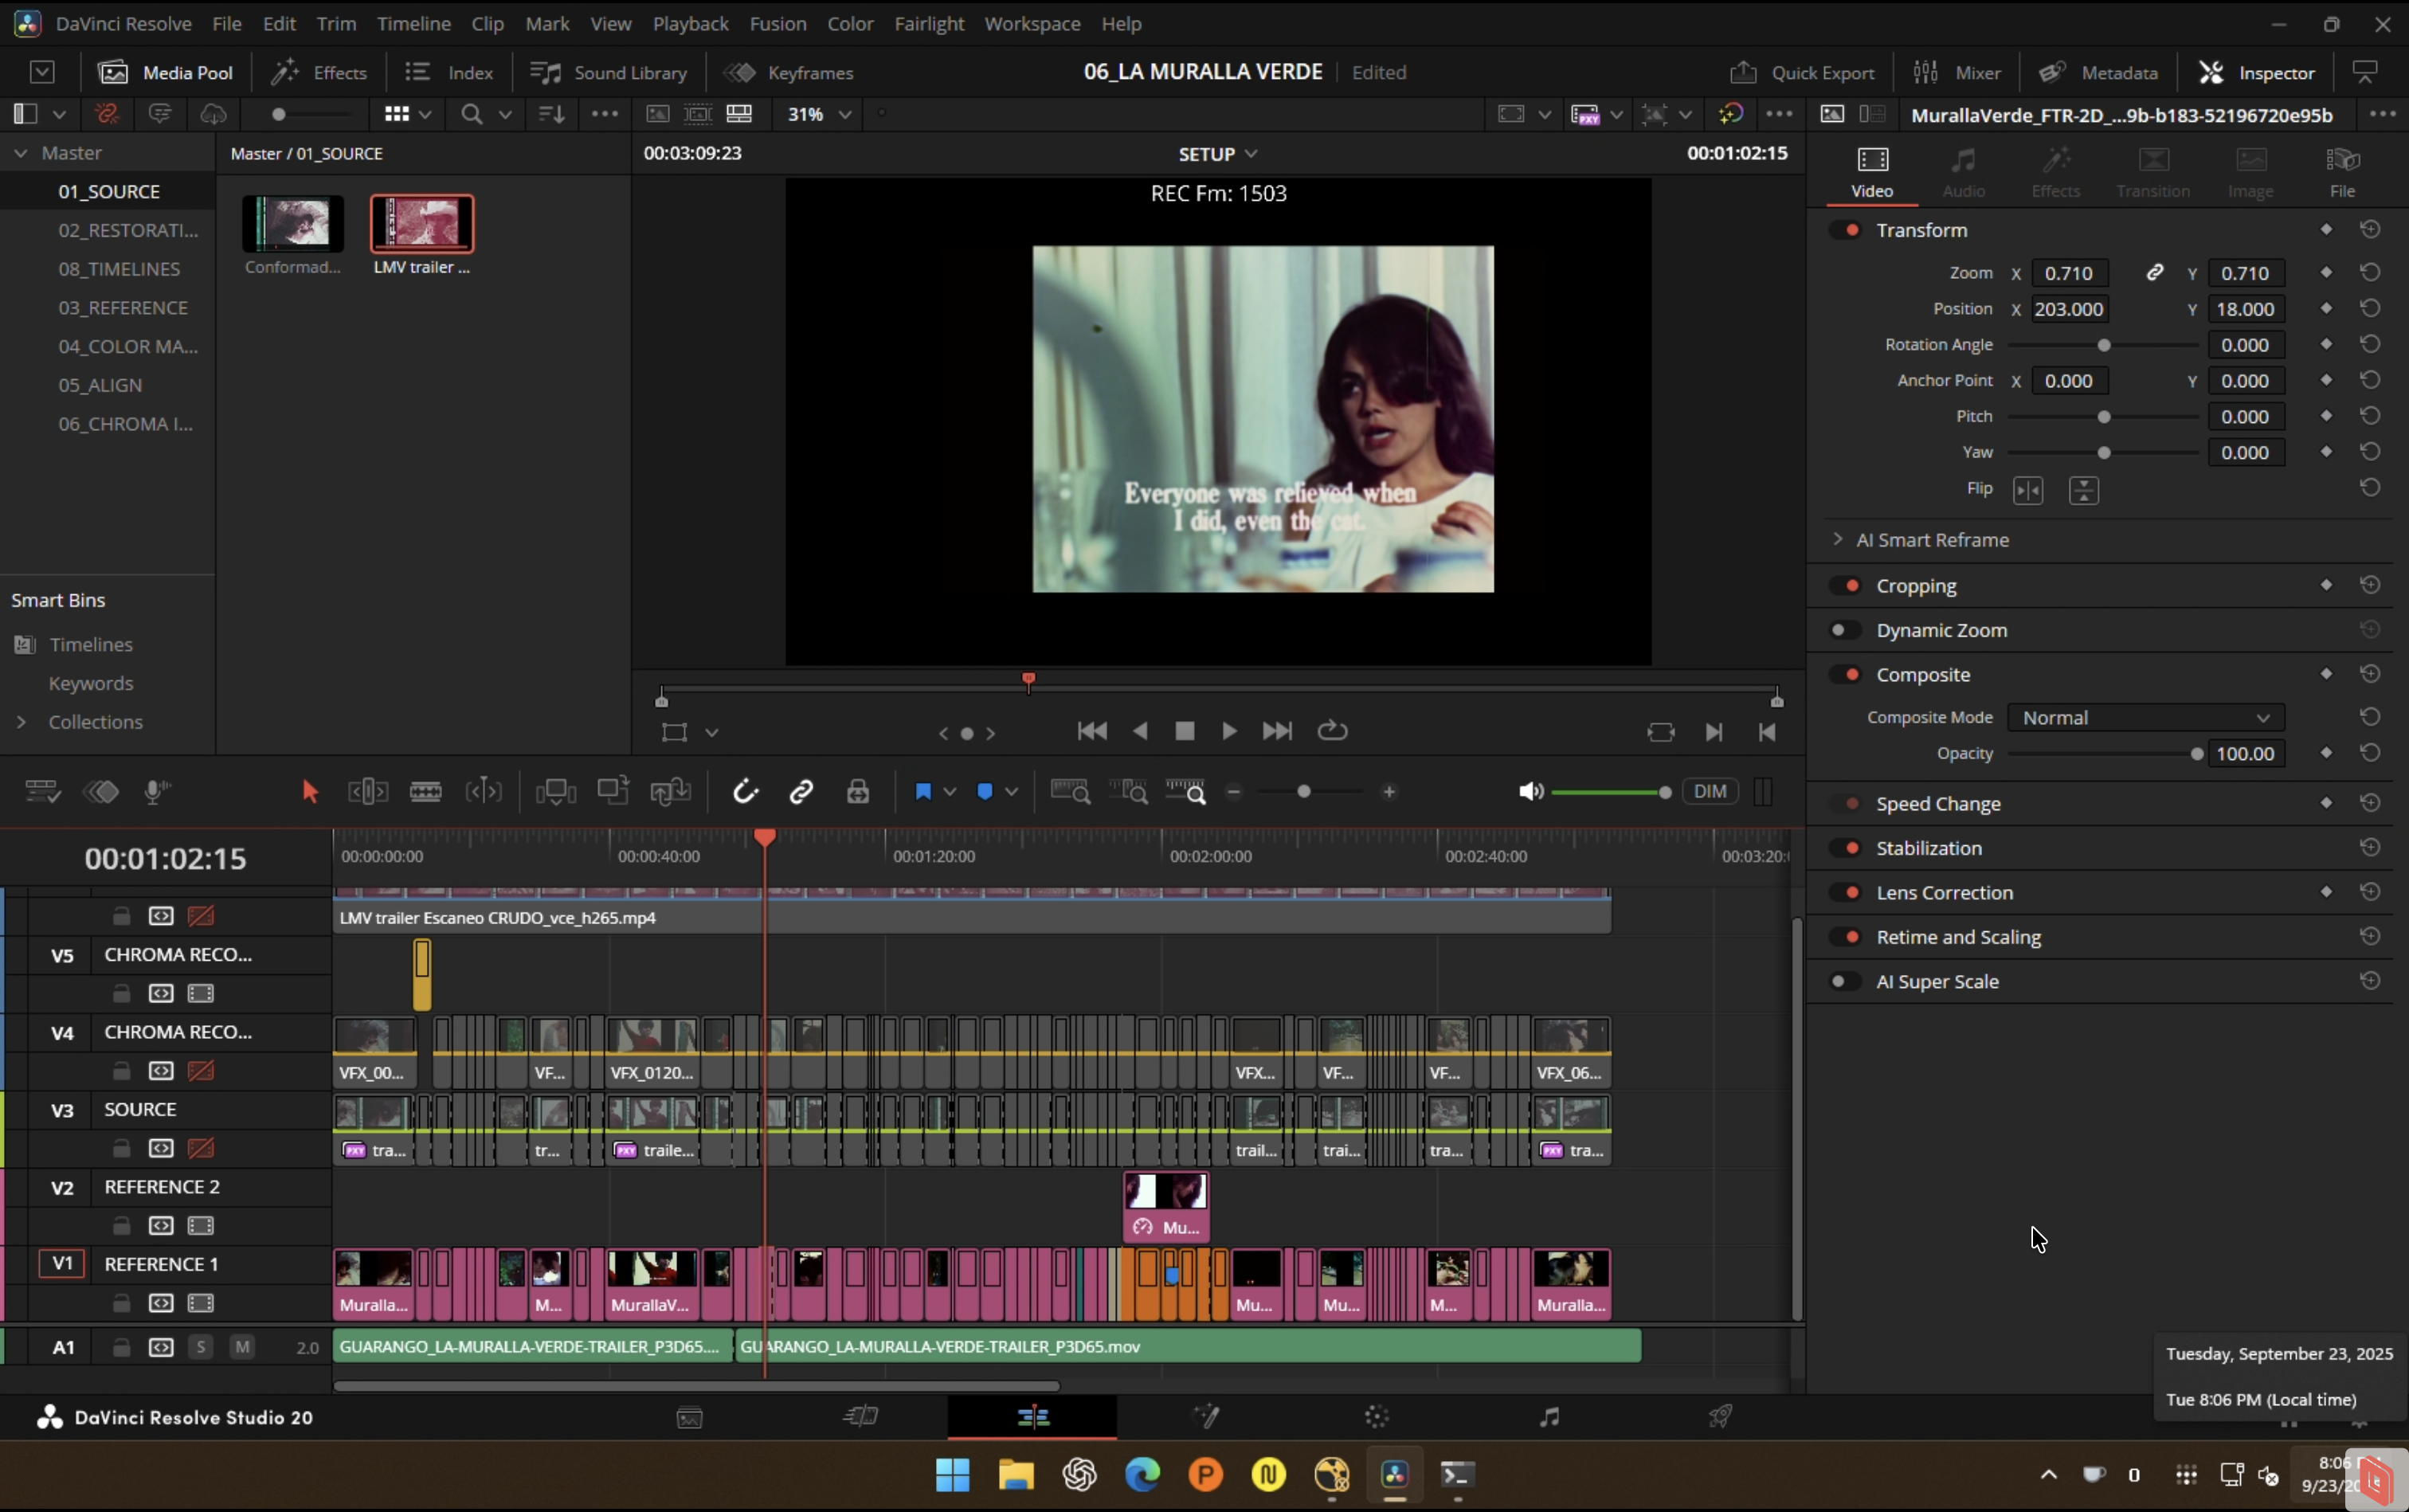 DaVinci Resolve File Edit Trim Timeline Clip Mark View Playback Fusion Color Fairlight Workspace Help
Media Pool Effects Index Sound Library Keyframes 06_LA MURALLA VERDE Edited Quick Export Mixer Metadata Inspector
31% PXY MurallaVerde_FTR-2D_...9b-b183-52196720e95b
Master
Master / 01_SOURCE
00:03:09:23 SETUP 00:01:02:15
01_SOURCE
02_RESTORATI...
08_TIMELINES
03_REFERENCE
04_COLOR MA...
05_ALIGN
06_CHROMA I...
Conformad... LMV trailer ...
Smart Bins
Timelines
Keywords
Collections
REC Fm: 1503
Everyone was relieved when
I did, even the cat.
Video Audio Effects Transition Image File
Transform
Zoom X 0.710 Y 0.710
Position X 203.000 Y 18.000
Rotation Angle 0.000
Anchor Point X 0.000 Y 0.000
Pitch 0.000
Yaw 0.000
Flip
AI Smart Reframe
Cropping
Dynamic Zoom
Composite
Composite Mode Normal
Opacity 100.00
Speed Change
Stabilization
Lens Correction
Retime and Scaling
AI Super Scale
DIM
00:01:02:15
00:00:00:00 00:00:40:00 00:01:20:00 00:02:00:00 00:02:40:00 00:03:20:0
LMV trailer Escaneo CRUDO_vce_h265.mp4
V5 CHROMA RECO...
V4 CHROMA RECO...
VFX_00... VF... VFX_0120... VFX... VF... VF... VFX_06...
V3 SOURCE
PXY tra... tr... PXY traile... trail... trai... tra... PXY tra...
V2 REFERENCE 2
Mu...
V1 REFERENCE 1
Muralla... M... MurallaV... Mu... Mu... M... Muralla...
A1 S M 2.0 GUARANGO_LA-MURALLA-VERDE-TRAILER_P3D65.... GUARANGO_LA-MURALLA-VERDE-TRAILER_P3D65.mov
Tuesday, September 23, 2025
Tue 8:06 PM (Local time)
DaVinci Resolve Studio 20
P N 0
8:06
9/23/20